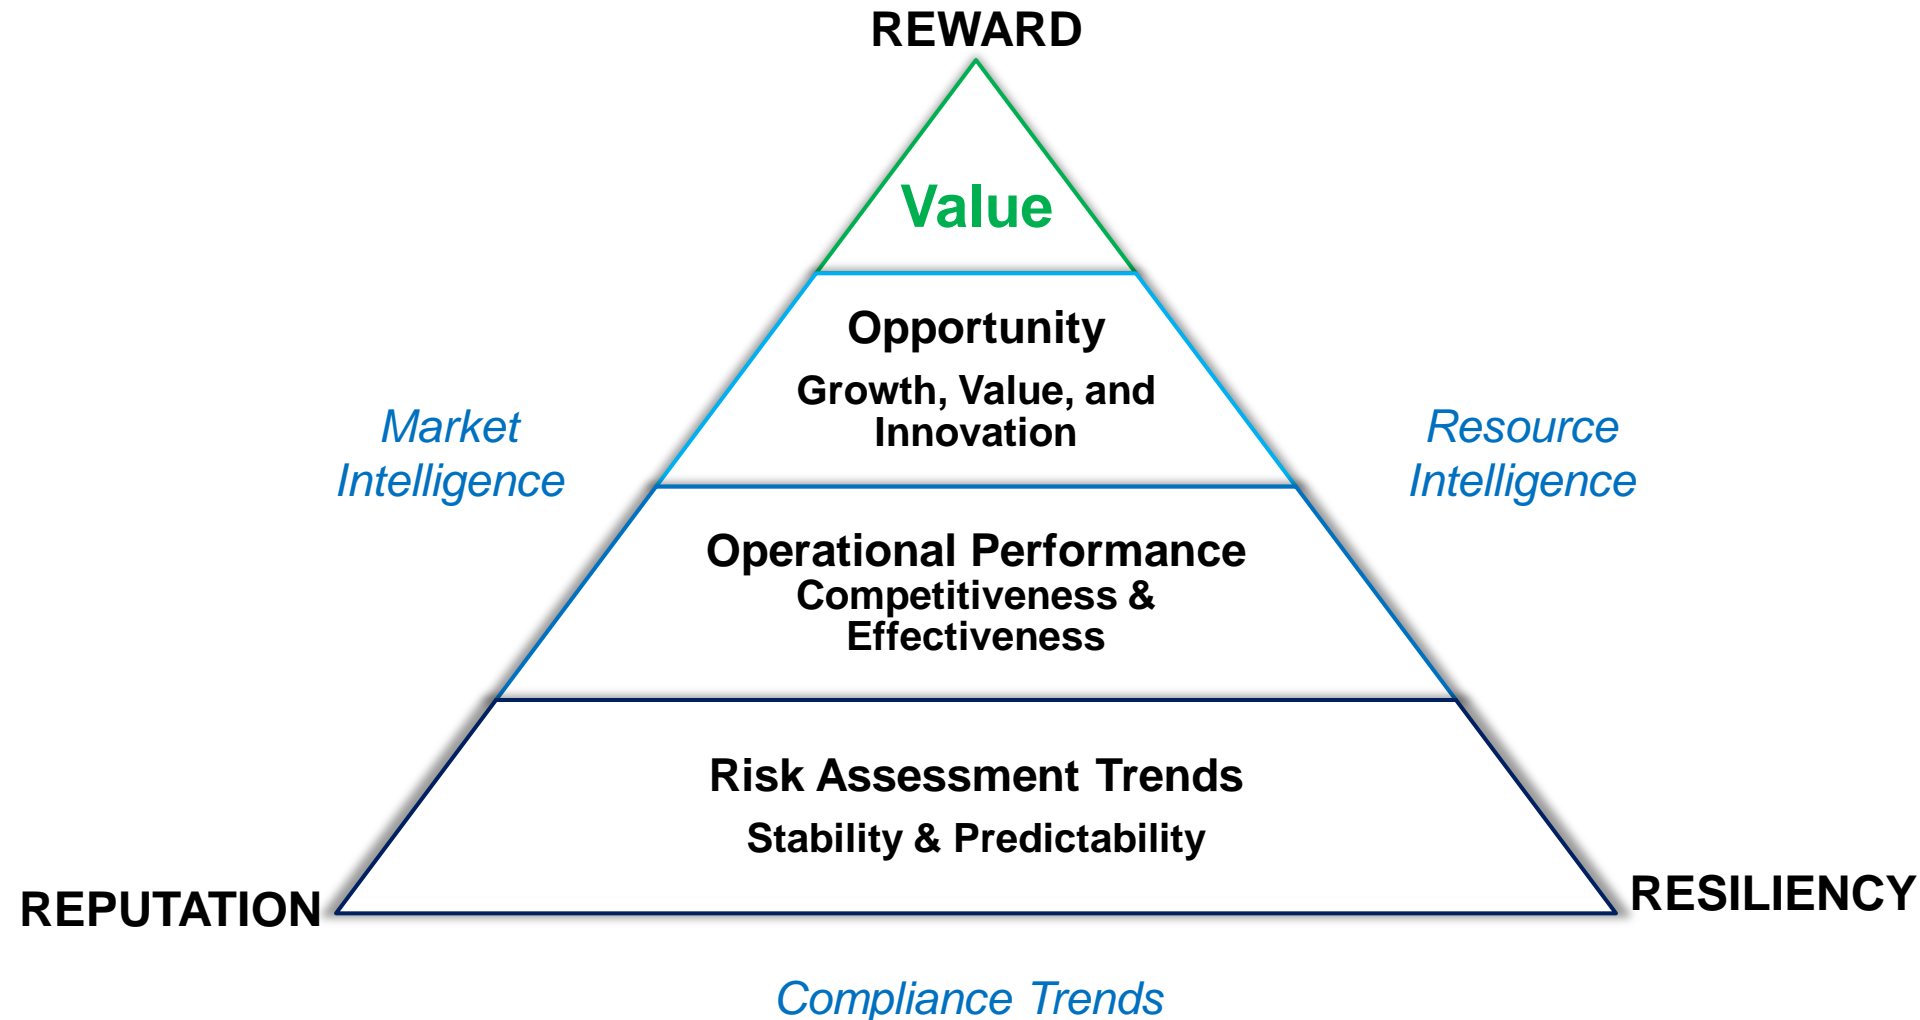 REWARD
Value
Opportunity
Growth, Value, and
Innovation
Market
Intelligence
Resource
Intelligence
Operational Performance
Competitiveness &
Effectiveness
Risk Assessment Trends
Stability & Predictability
REPUTATION
RESILIENCY
Compliance Trends